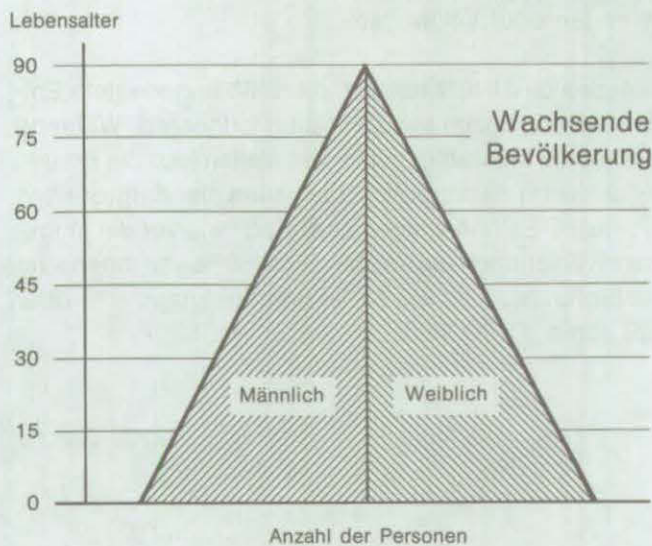 Lebensalter
90
Wachsende
75
Bevölkerung
60
45
30
Männlich Weiblich
15
0
Anzahl der Personen